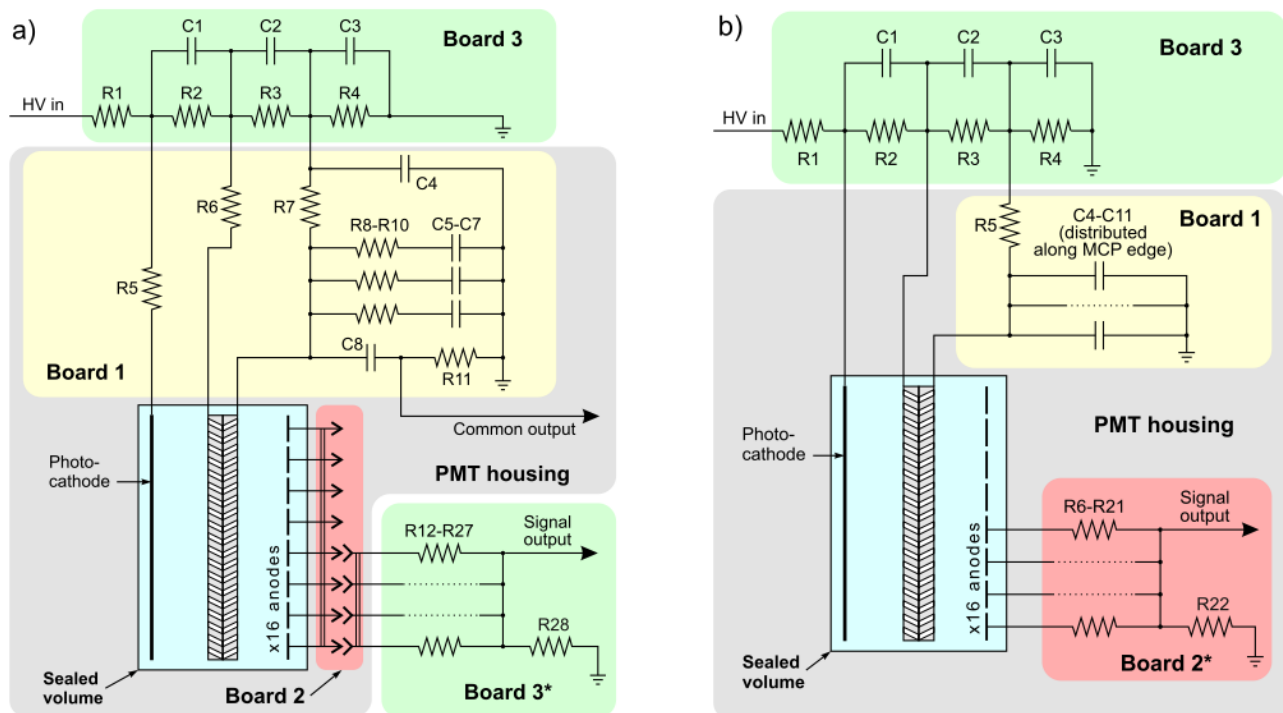 a)
C1
C2
C3
Board 3
HV in
R1
R2
R3
R4
R6
R7
C4
R8-R10
C5-C7
R5
C8
R11
Board 1
Common output
Photo-
cathode
PMT housing
x16 anodes
R12-R27
Signal
output
R28
Sealed
volume
Board 2
Board 3*
b)
C1
C2
C3
Board 3
HV in
R1
R2
R3
R4
R5
C4-C11
(distributed
along MCP edge)
Board 1
Photo-
cathode
PMT housing
x16 anodes
R6-R21
Signal
output
R22
Sealed
volume
Board 2*